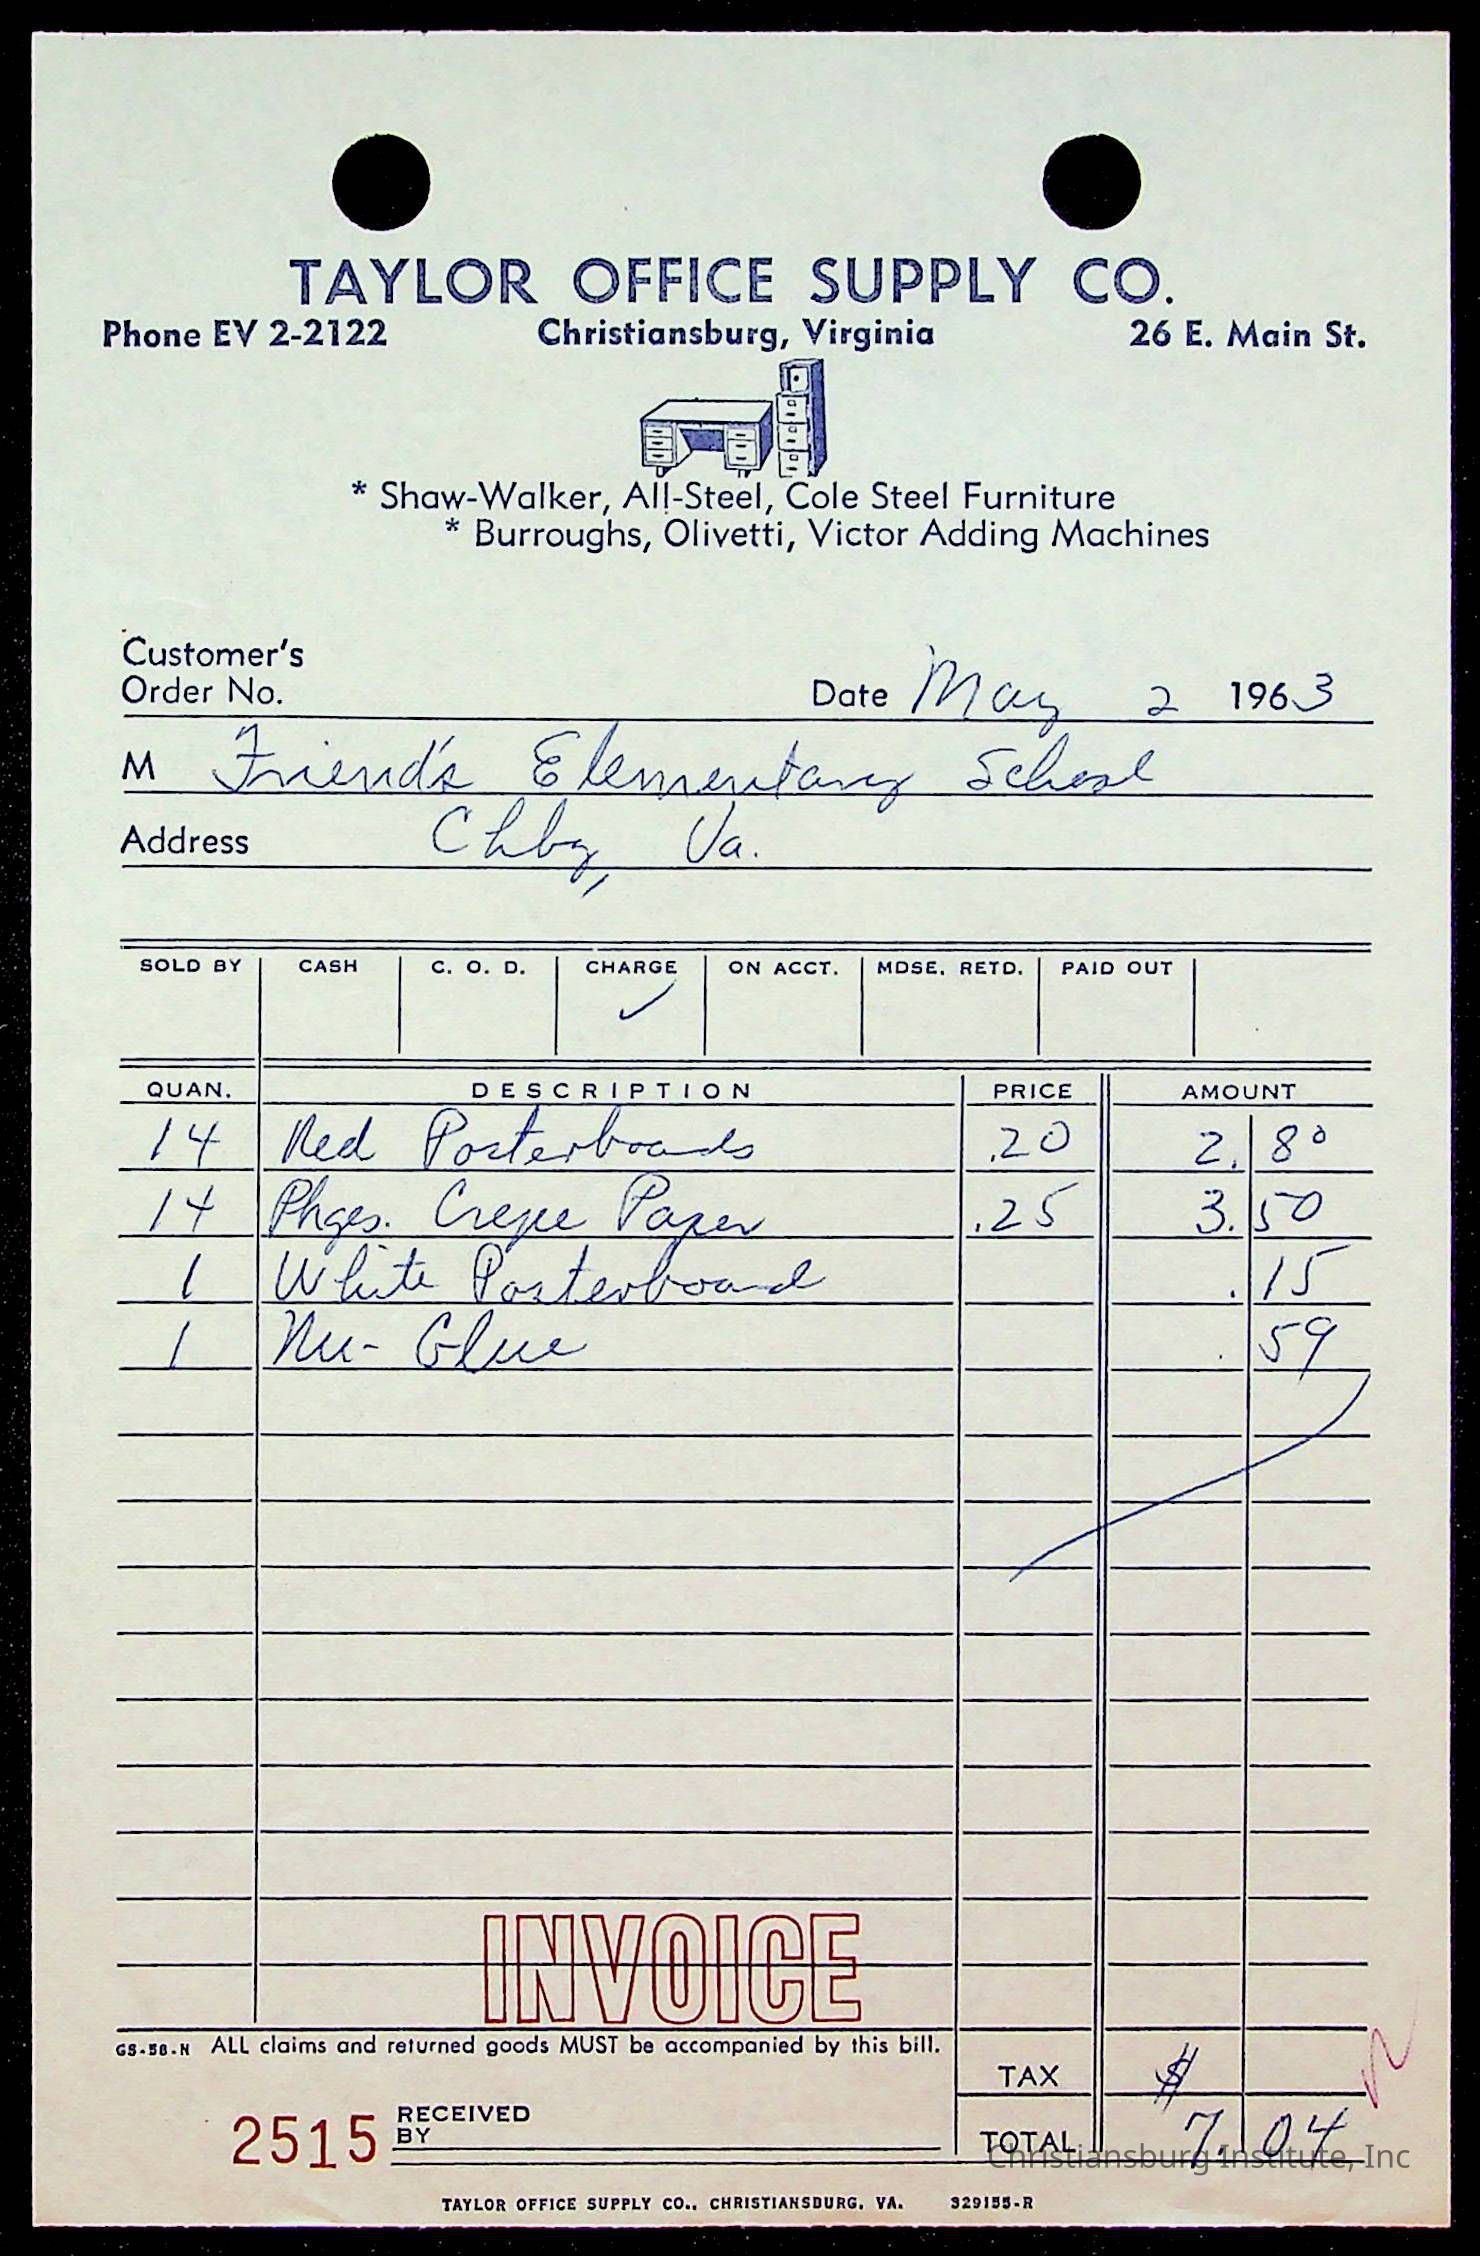 TAYLOR OFFICE SUPPLY CO.
Phone EV 2-2122 Christiansburg, Virginia 26 E. Main St.
* Shaw-Walker, All-Steel, Cole Steel Furniture
* Burroughs, Olivetti, Victor Adding Machines
Customer's
Order No. Date May 2 1963
M Friend's Elementary School
Address Chbg, Va.
SOLD BY CASH C. O. D. CHARGE ON ACCT. MDSE. RETD. PAID OUT
✓
QUAN. DESCRIPTION PRICE AMOUNT
14 Red Posterboards .20 2.80
14 Phges. Crepe Paper .25 3.50
1 White Posterboard .15
1 Nu-Glue .59
INVOICE
GS-58-N ALL claims and returned goods MUST be accompanied by this bill.
TAX $
2515 RECEIVED BY TOTAL 7.04
Christiansburg Institute, Inc
TAYLOR OFFICE SUPPLY CO., CHRISTIANSBURG, VA. 329155-R